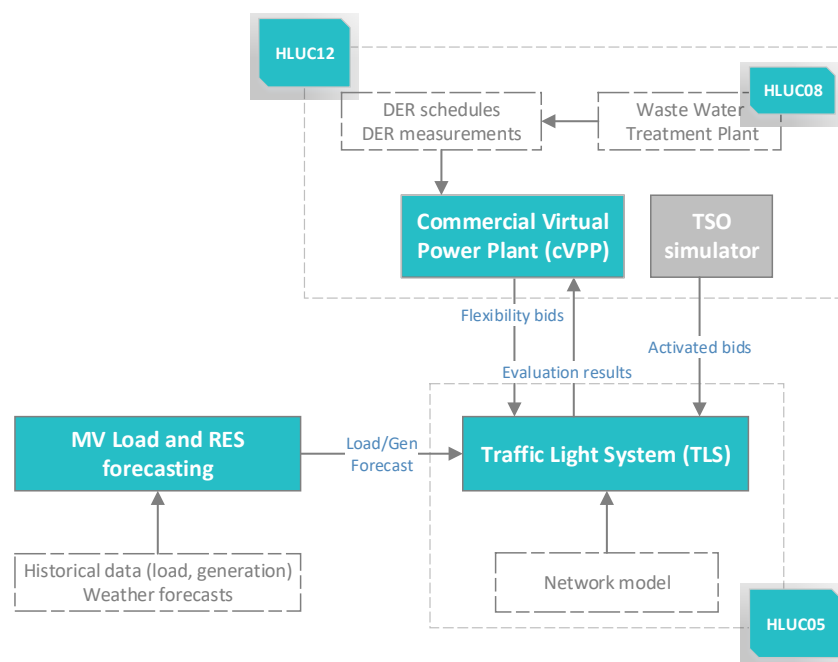 HLUC12
HLUC08
DER schedules
DER measurements
Waste Water
Treatment Plant
Commercial Virtual
Power Plant (cVPP)
TSO
simulator
Flexibility bids
Evaluation results
Activated bids
MV Load and RES
forecasting
Load/Gen
Forecast
Traffic Light System (TLS)
Historical data (load, generation)
Weather forecasts
Network model
HLUC05